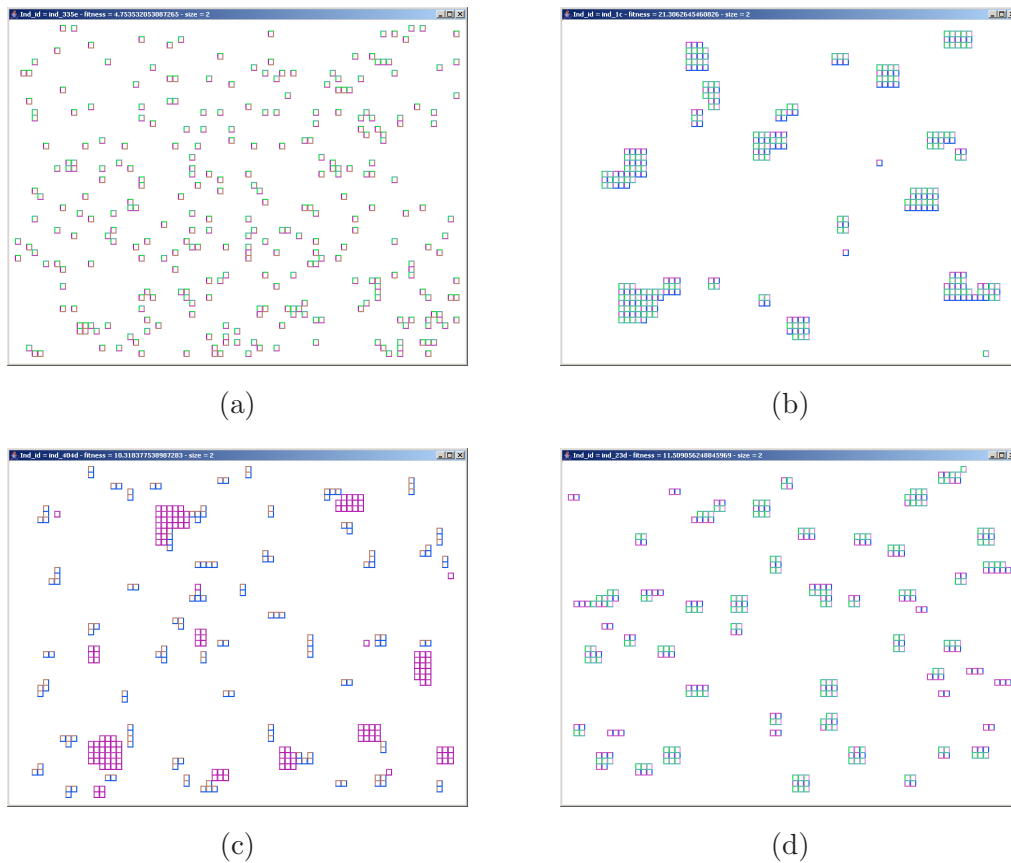 Ind_id = ind_335e - fitness = 4.753532053087265 - size = 2
Ind_id = ind_1c - fitness = 21.3062645460826 - size = 2
(a)
(b)
Ind_id = ind_404d - fitness = 10.318377538987283 - size = 2
Ind_id = ind_23d - fitness = 11.509056248845969 - size = 2
(c)
(d)